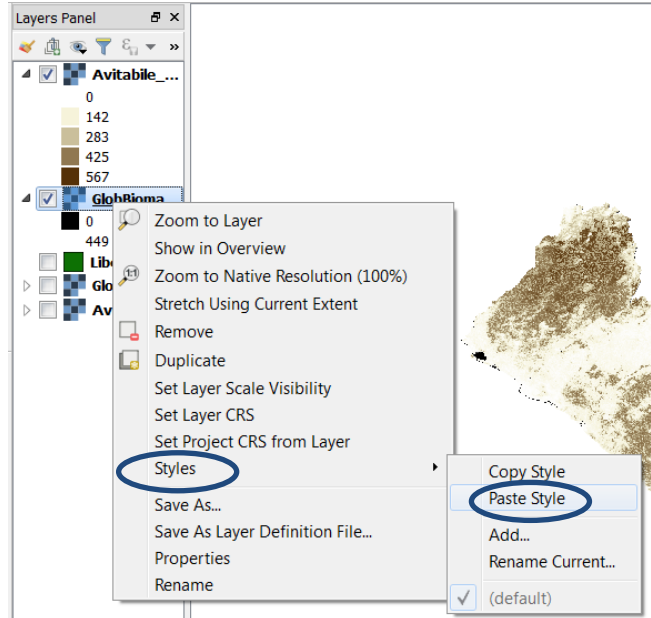 Layers Panel
Avitabile_...
0
142
283
425
567
GlobBioma
0
449
Libe
Glo
Av
Zoom to Layer
Show in Overview
Zoom to Native Resolution (100%)
Stretch Using Current Extent
Remove
Duplicate
Set Layer Scale Visibility
Set Layer CRS
Set Project CRS from Layer
Styles
Save As...
Save As Layer Definition File...
Properties
Rename
Copy Style
Paste Style
Add...
Rename Current...
(default)